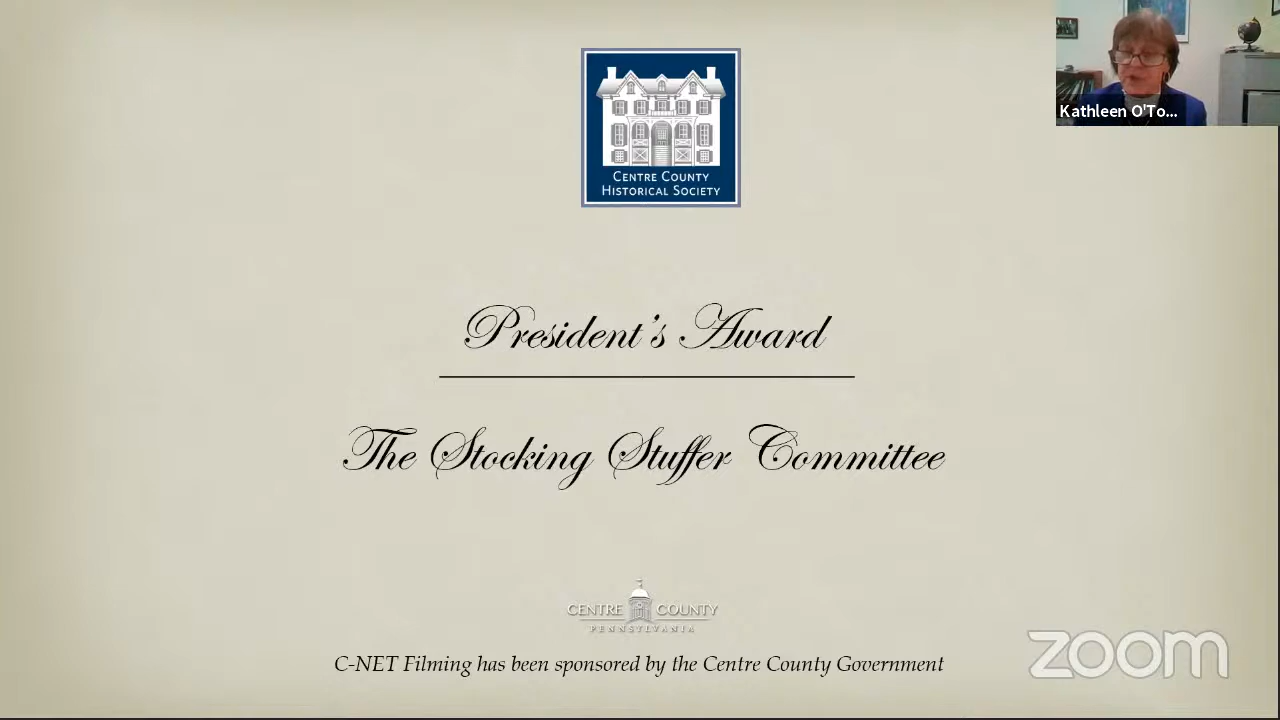 CENTRE COUNTY
HISTORICAL SOCIETY
Kathleen O'To...
President's Award
The Stocking Stuffer Committee
CENTRE COUNTY
PENNSYLVANIA
C-NET Filming has been sponsored by the Centre County Government
zoom